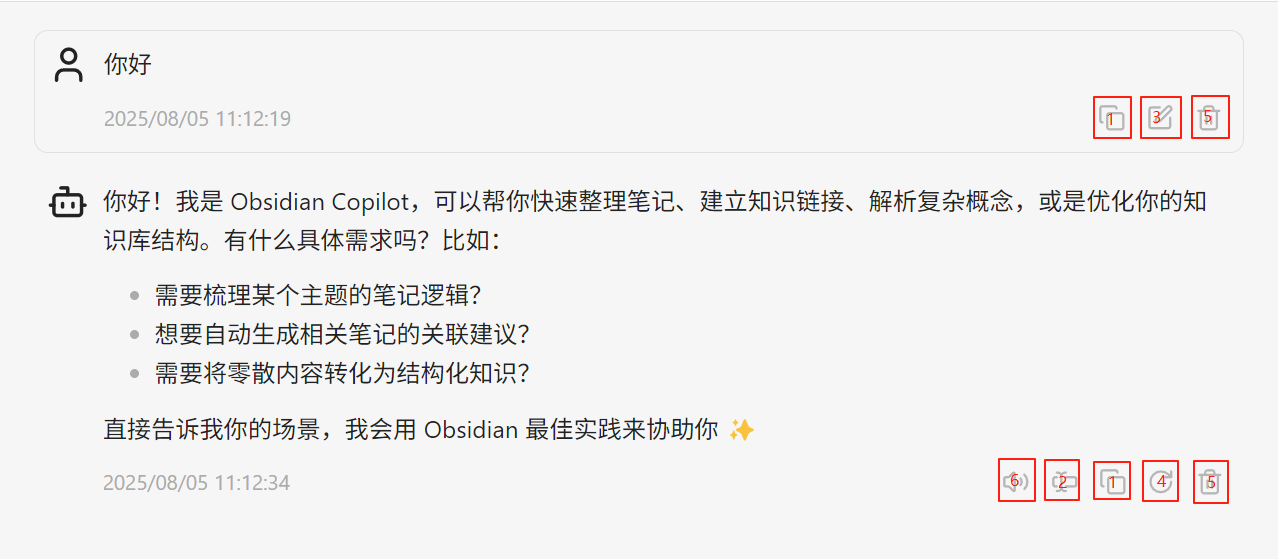 你好
2025/08/05 11:12:19
1 3 5
你好！我是 Obsidian Copilot，可以帮你快速整理笔记、建立知识链接、解析复杂概念，或是优化你的知
识库结构。有什么具体需求吗？比如：
需要梳理某个主题的笔记逻辑？
想要自动生成相关笔记的关联建议？
需要将零散内容转化为结构化知识？
直接告诉我你的场景，我会用 Obsidian 最佳实践来协助你 ✨
2025/08/05 11:12:34
6 2 1 4 5